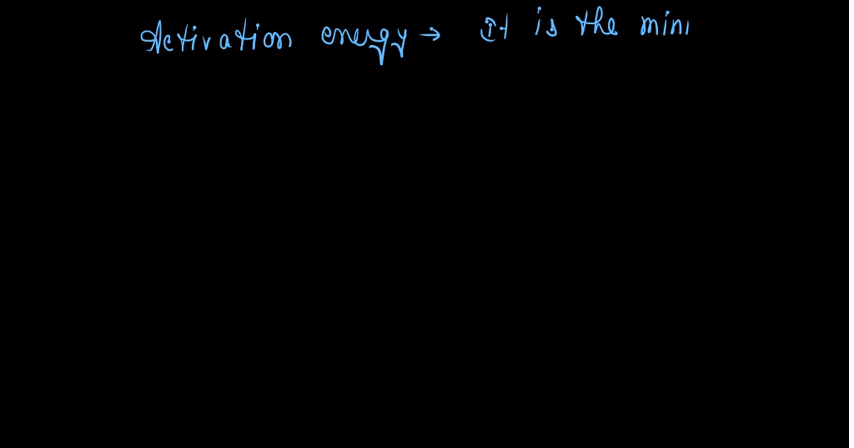 Activation energy → It is the mini